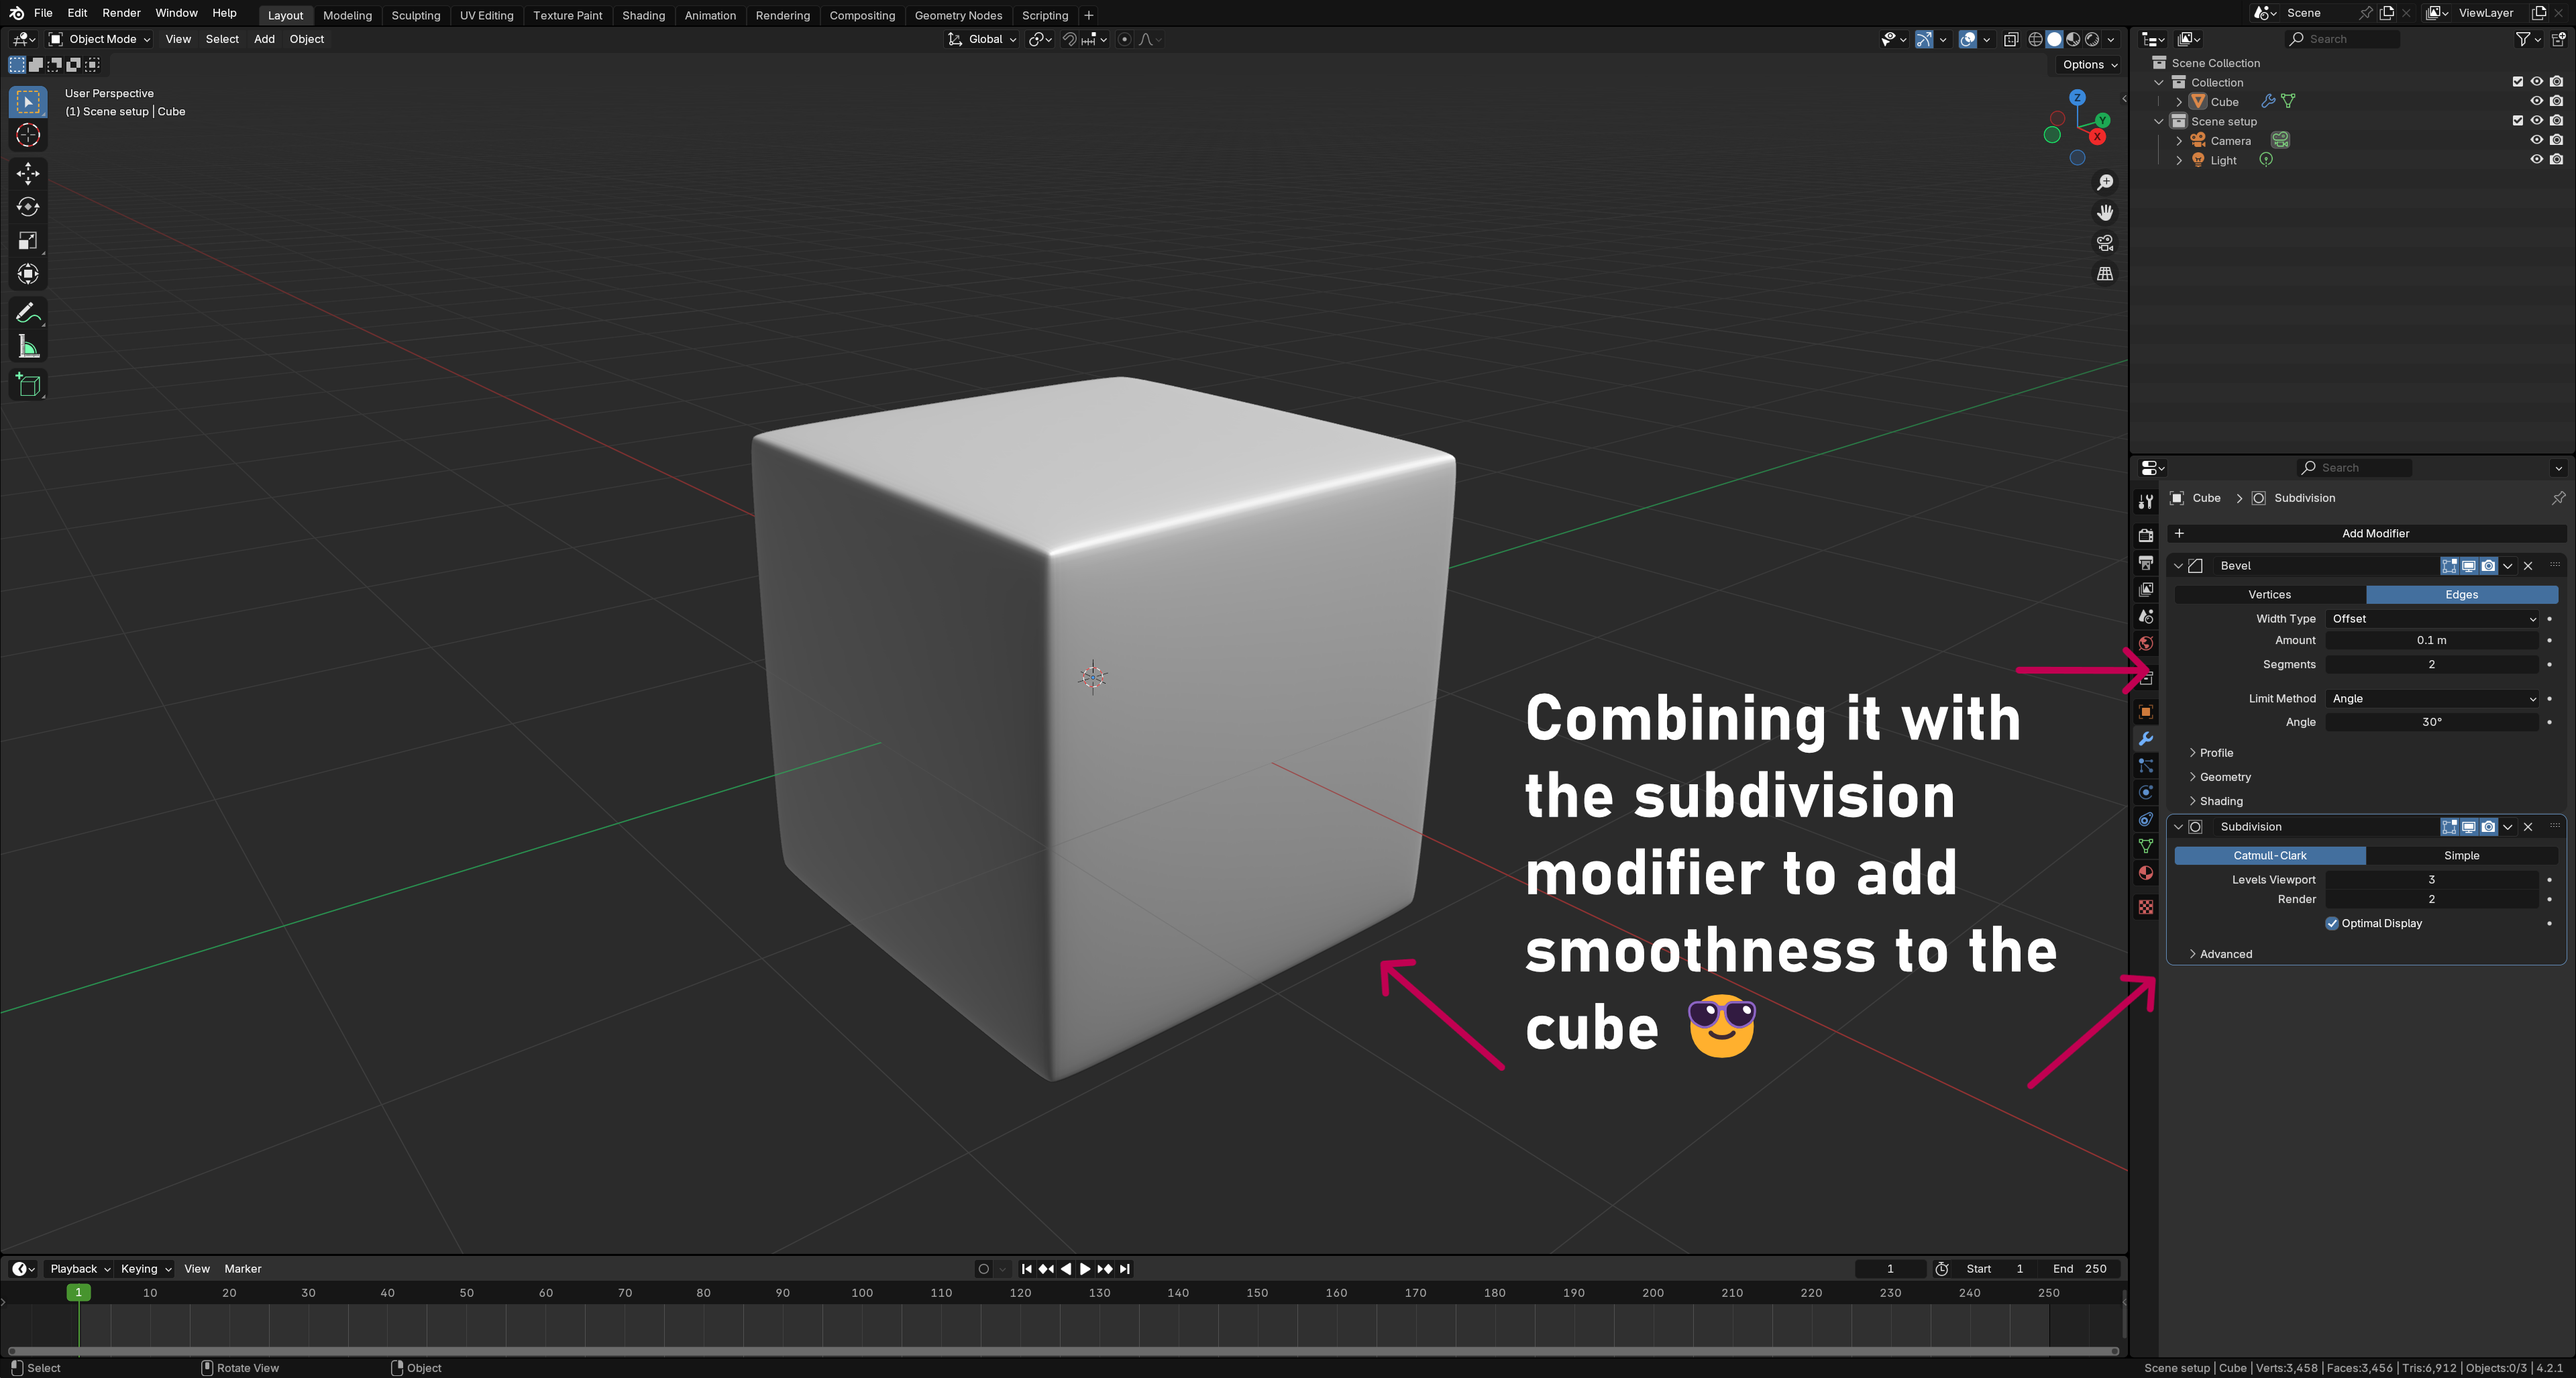 File Edit Render Window Help Layout Modeling Sculpting UV Editing Texture Paint Shading Animation Rendering Compositing Geometry Nodes Scripting + Scene ViewLayer
Object Mode View Select Add Object Global Search
Options
User Perspective
(1) Scene setup | Cube
Z
Y
X
Scene Collection
Collection
Cube
Scene setup
Camera
Light
Search
Cube > Subdivision
+ Add Modifier
Bevel
Vertices Edges
Width Type Offset
Amount 0.1 m
Segments 2
Limit Method Angle
Angle 30°
Profile
Geometry
Shading
Subdivision
Catmull-Clark Simple
Levels Viewport 3
Render 2
Optimal Display
Advanced
Combining it with
the subdivision
modifier to add
smoothness to the
cube 😎
Playback Keying View Marker 1 Start 1 End 250
1 10 20 30 40 50 60 70 80 90 100 110 120 130 140 150 160 170 180 190 200 210 220 230 240 250
Select Rotate View Object Scene setup | Cube | Verts:3,458 | Faces:3,456 | Tris:6,912 | Objects:0/3 | 4.2.1